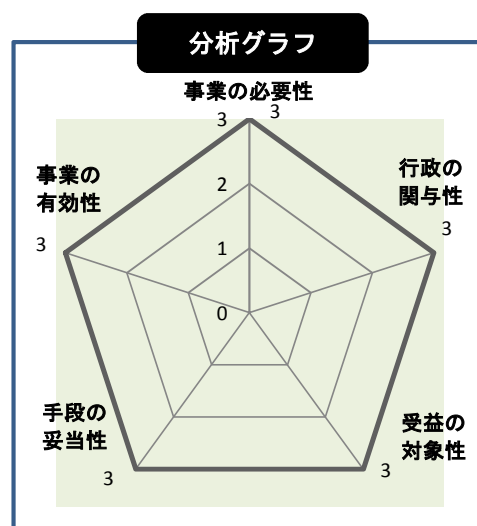 分析グラフ
事業の必要性
3
3
行政の
関与性
3
事業の
有効性
3
2
1
0
手段の
妥当性
3
受益の
対象性
3